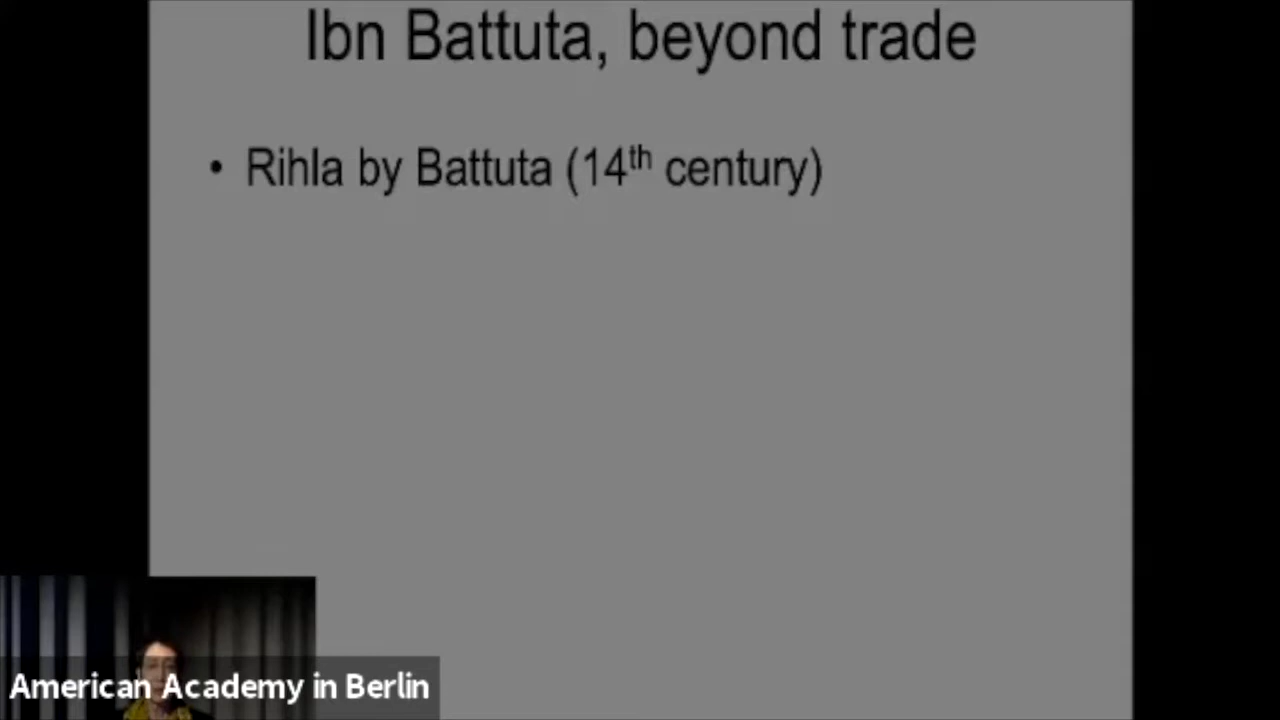 Ibn Battuta, beyond trade
• Rihla by Battuta (14th century)
American Academy in Berlin